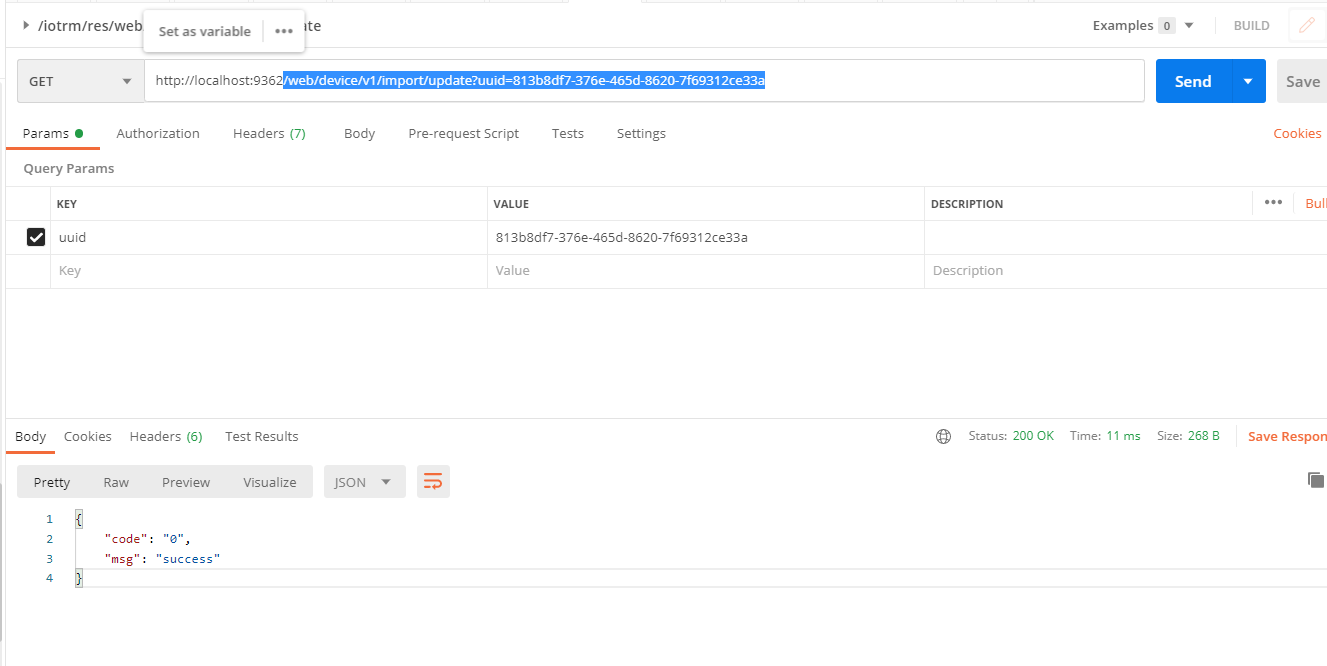 /iotrm/res/web
Set as variable
Examples 0 BUILD
GET http://localhost:9362/web/device/v1/import/update?uuid=813b8df7-376e-465d-8620-7f69312ce33a Send Save
Params Authorization Headers (7) Body Pre-request Script Tests Settings Cookies
Query Params
KEY VALUE DESCRIPTION
uuid 813b8df7-376e-465d-8620-7f69312ce33a
Key Value Description
Body Cookies Headers (6) Test Results Status: 200 OK Time: 11 ms Size: 268 B Save Respon
Pretty Raw Preview Visualize JSON
1 {
2 "code": "0",
3 "msg": "success"
4 }